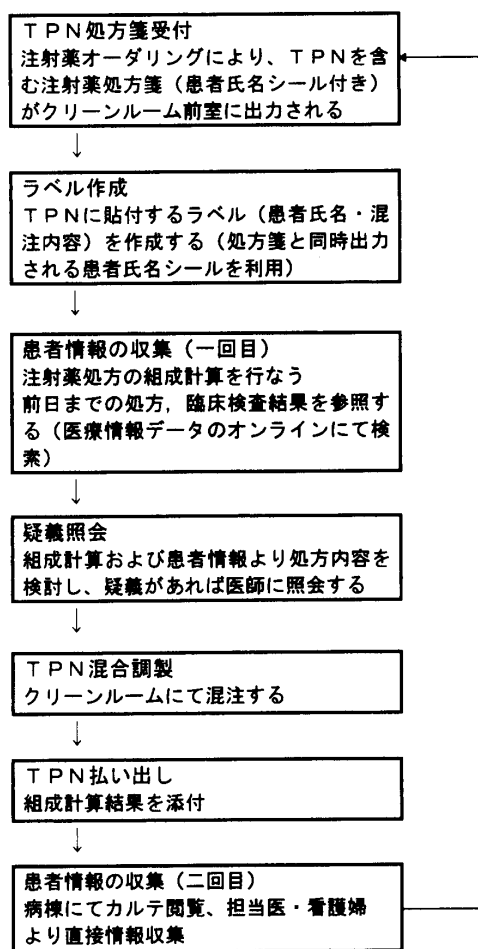 TPN処方箋受付
注射薬オーダリングにより、TPNを含
む注射薬処方箋(患者氏名シール付き)
がクリーンルーム前室に出力される
↓
ラベル作成
TPNに貼付するラベル(患者氏名・混
注内容)を作成する(処方箋と同時出力
される患者氏名シールを利用)
↓
患者情報の収集(一回目)
注射薬処方の組成計算を行なう
前日までの処方,臨床検査結果を参照す
る(医療情報データのオンラインにて検
索)
↓
疑義照会
組成計算および患者情報より処方内容を
検討し、疑義があれば医師に照会する
↓
TPN混合調製
クリーンルームにて混注する
↓
TPN払い出し
組成計算結果を添付
↓
患者情報の収集(二回目)
病棟にてカルテ閲覧、担当医・看護婦
より直接情報収集